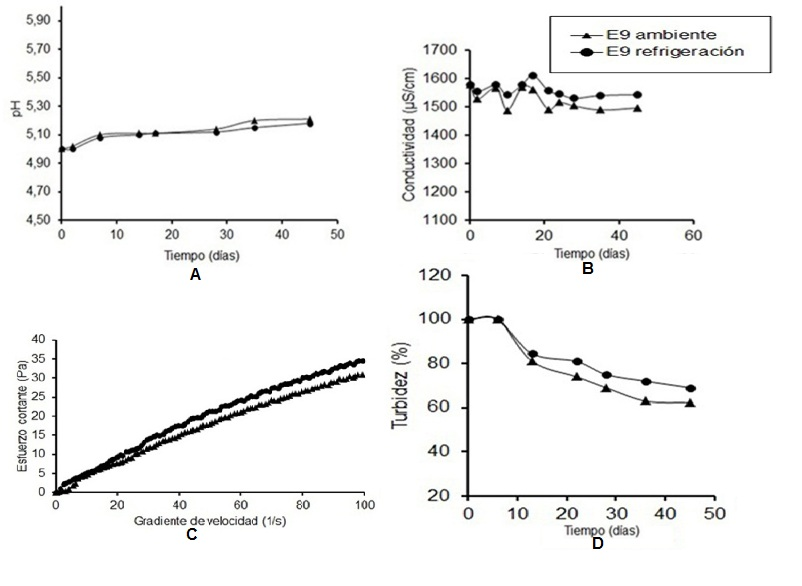 5,90
5,70
5,50
5,30
5,10
4,90
4,70
4,50
pH
0 10 20 30 40 50
Tiempo (días)
A
E9 ambiente
E9 refrigeración
1700
1600
1500
1400
1300
1200
1100
Conductividad (µS/cm)
0 20 40 60
Tiempo (días)
B
40
35
30
25
20
15
10
5
0
Esfuerzo cortante (Pa)
0 20 40 60 80 100
Gradiente de velocidad (1/s)
C
120
100
80
60
40
20
Turbidez (%)
0 10 20 30 40 50
Tiempo (días)
D